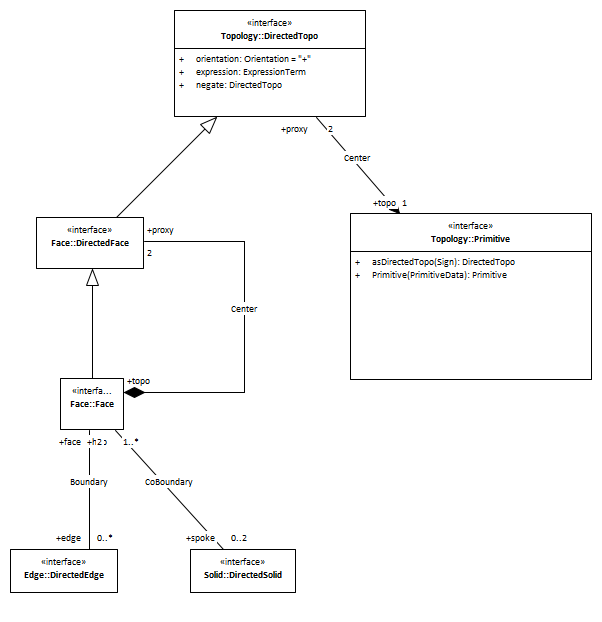 «interface»
Topology::DirectedTopo
+ orientation: Orientation = "+"
+ expression: ExpressionTerm
+ negate: DirectedTopo
+proxy 2
Center
+topo 1
«interface»
Topology::Primitive
+ asDirectedTopo(Sign): DirectedTopo
+ Primitive(PrimitiveData): Primitive
«interface»
Face::DirectedFace
+proxy
2
Center
+topo
«interfa...
Face::Face
+face 1..*
Boundary
CoBoundary
+edge 0..*
+spoke 0..2
«interface»
Edge::DirectedEdge
«interface»
Solid::DirectedSolid